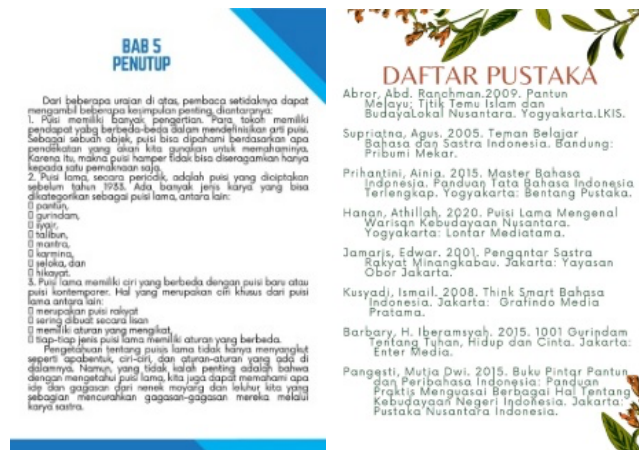 BAB 5
PENUTUP
Dari beberapa uraian di atas, pembaca setidaknya dapat
mengambil beberapa kesimpulan penting, diantaranya:
1. Puisi memiliki banyak pengertian. Para tokoh memiliki
pendapat yabg berbeda-beda dalam mendefinisikan arti puisi.
Sebagai sebuah objek, puisi bisa dipahami berdasarkan apa
pendekatan yang akan kita gunakan untuk memahaminya.
Karena itu, makna puisi hamper tidak bisa diseragamkan hanya
kepada satu pemaknaan saja.
2. Puisi lama, secara periodik, adalah puisi yang diciptakan
sebelum tahun 1933. Ada banyak jenis karya yang bisa
dikategorikan sebagai puisi lama, antara lain:
▯ pantun,
▯ gurindam,
▯ syair,
▯ talibun,
▯ mantra,
▯ karmina,
▯ seloka, dan
▯ hikayat.
3. Puisi lama memiliki ciri yang berbeda dengan puisi baru atau
puisi kontemporer. Hal yang merupakan ciri khusus dari puisi
lama antara lain:
▯ merupakan puisi rakyat
▯ sering dibuat secara lisan
▯ memiliki aturan yang mengikat,
▯ tiap-tiap jenis puisi lama memiliki aturan yang berbeda.
Pengetahuan tentang puisis lama tidak hanya menyangkut
seperti apabentuk, ciri-ciri, dan aturan-aturan yang ada di
dalamnya. Namun, yang tidak kalah penting adalah bahwa
dengan mengetahui puisi lama, kita juga dapat memahami apa
ide dan gagasan dari nenek moyang dan leluhur kita yang
sebagian mencurahkan gagasan-gagasan mereka melalui
karya sastra.
DAFTAR PUSTAKA
Abror, Abd. Ranchman.2009. Pantun
Melayu; Titik Temu Islam dan
BudayaLokal Nusantara. Yogyakarta.LKIS.
Supriatna, Agus. 2005. Teman Belajar
Bahasa dan Sastra Indonesia. Bandung:
Pribumi Mekar.
Prihantini, Ainia. 2015. Master Bahasa
Indonesia. Panduan Tata Bahasa Indonesia
Terlengkap. Yogyakarta: Bentang Pustaka.
Hanan, Athillah. 2020. Puisi Lama Mengenal
Warisan Kebudayaan Nusantara.
Yogyakarta: Lontar Mediatama.
Jamaris, Edwar. 2001. Pengantar Sastra
Rakyat Minangkabau. Jakarta: Yayasan
Obor Jakarta.
Kusyadi, Ismail. 2008. Think Smart Bahasa
Indonesia. Jakarta: Grafindo Media
Pratama.
Barbary, H. Iberamsyah. 2015. 1001 Gurindam
Tentang Tuhan, Hidup dan Cinta. Jakarta:
Enter Media.
Pangesti, Mutia Dwi. 2015. Buku Pintar Pantun
dan Peribahasa Indonesia: Panduan
Praktis Menguasai Berbagai Hal Tentang
Kebudayaan Negeri Indonesia. Jakarta:
Pustaka Nusantara Indonesia.